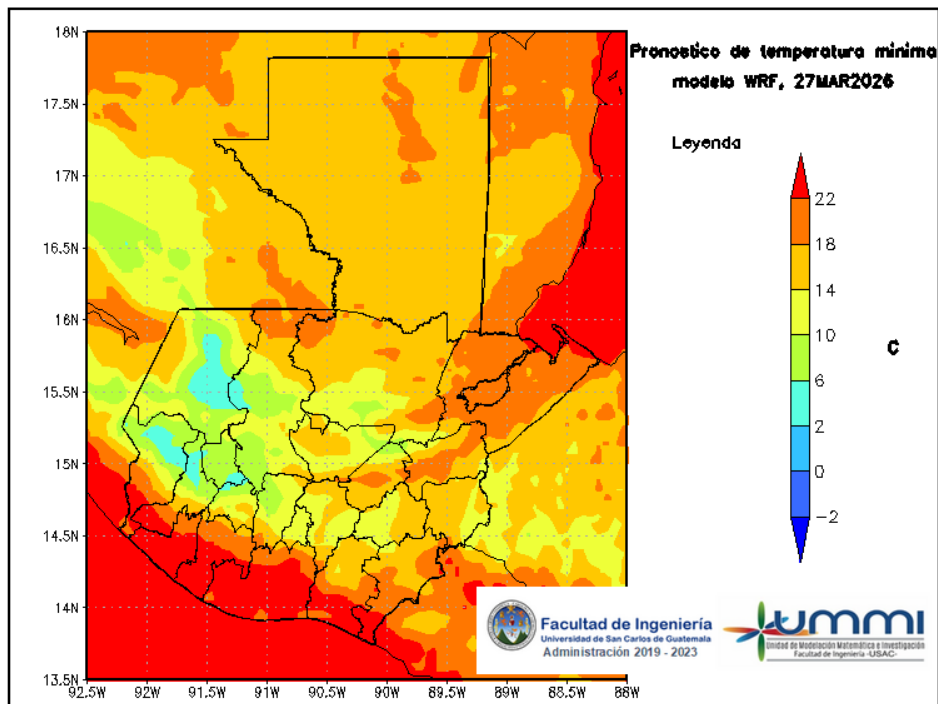 Pronostico de temperatura minima
modelo WRF, 27MAR2026
Leyenda
22
18
14
10
6
2
0
−2
C
18N
17.5N
17N
16.5N
16N
15.5N
15N
14.5N
14N
13.5N
92.5W 92W 91.5W 91W 90.5W 90W 89.5W 89W 88.5W 88W
Facultad de Ingeniería
Universidad de San Carlos de Guatemala
Administración 2019 - 2023
UMMI
Unidad de Modelación Matemática e Investigación
Facultad de Ingeniería -USAC-